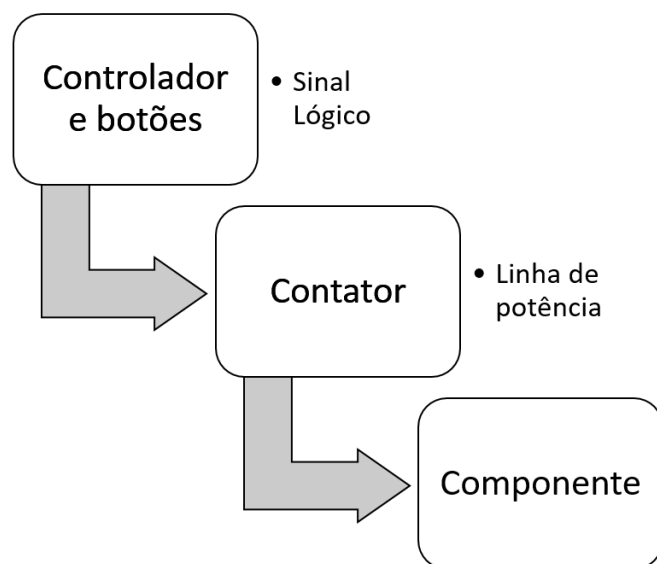 Controlador
e botões
• Sinal
Lógico
Contator
• Linha de
potência
Componente